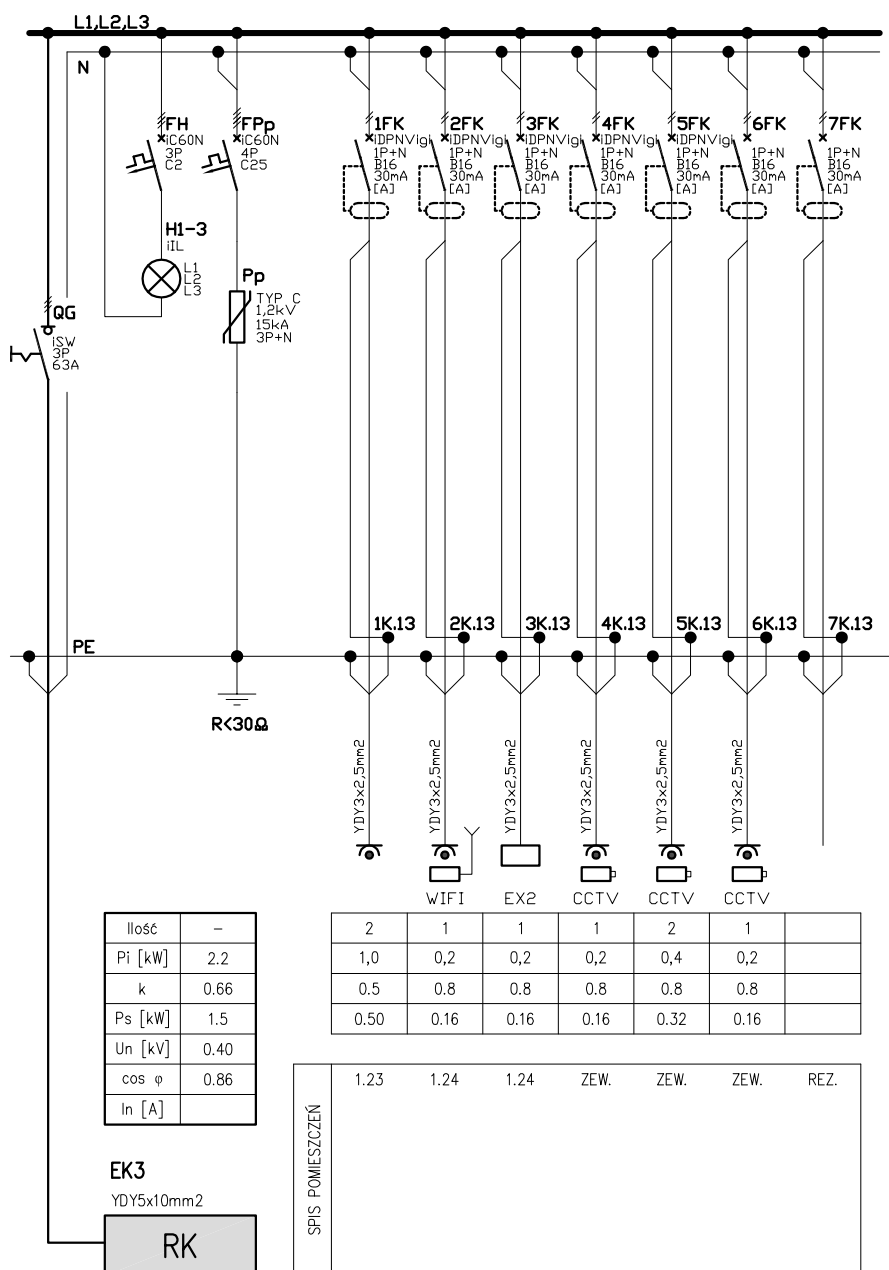 L1,L2,L3
N
FH
iC60N
3P
C2
FPp
iC60N
4P
C25
1FK
iDPNVigi
1P+N
B16
30mA
[A]
2FK
iDPNVigi
1P+N
B16
30mA
[A]
3FK
iDPNVigi
1P+N
B16
30mA
[A]
4FK
iDPNVigi
1P+N
B16
30mA
[A]
5FK
iDPNVigi
1P+N
B16
30mA
[A]
6FK
1P+N
B16
30mA
[A]
7FK
1P+N
B16
30mA
[A]
H1-3
iIL
L1
L2
L3
Pp
TYP C
1,2kV
15kA
3P+N
QG
iSW
3P
63A
1K.13 2K.13 3K.13 4K.13 5K.13 6K.13 7K.13
PE
R<30Ω
YDY3x2,5mm2
YDY3x2,5mm2
YDY3x2,5mm2
YDY3x2,5mm2
YDY3x2,5mm2
YDY3x2,5mm2
WIFI EX2 CCTV CCTV CCTV
Ilość –
Pi [kW] 2.2
k 0.66
Ps [kW] 1.5
Un [kV] 0.40
cos φ 0.86
In [A]
2 1 1 1 2 1
1,0 0,2 0,2 0,2 0,4 0,2
0.5 0.8 0.8 0.8 0.8 0.8
0.50 0.16 0.16 0.16 0.32 0.16
SPIS POMIESZCZEŃ
1.23 1.24 1.24 ZEW. ZEW. ZEW. REZ.
EK3
YDY5x10mm2
RK